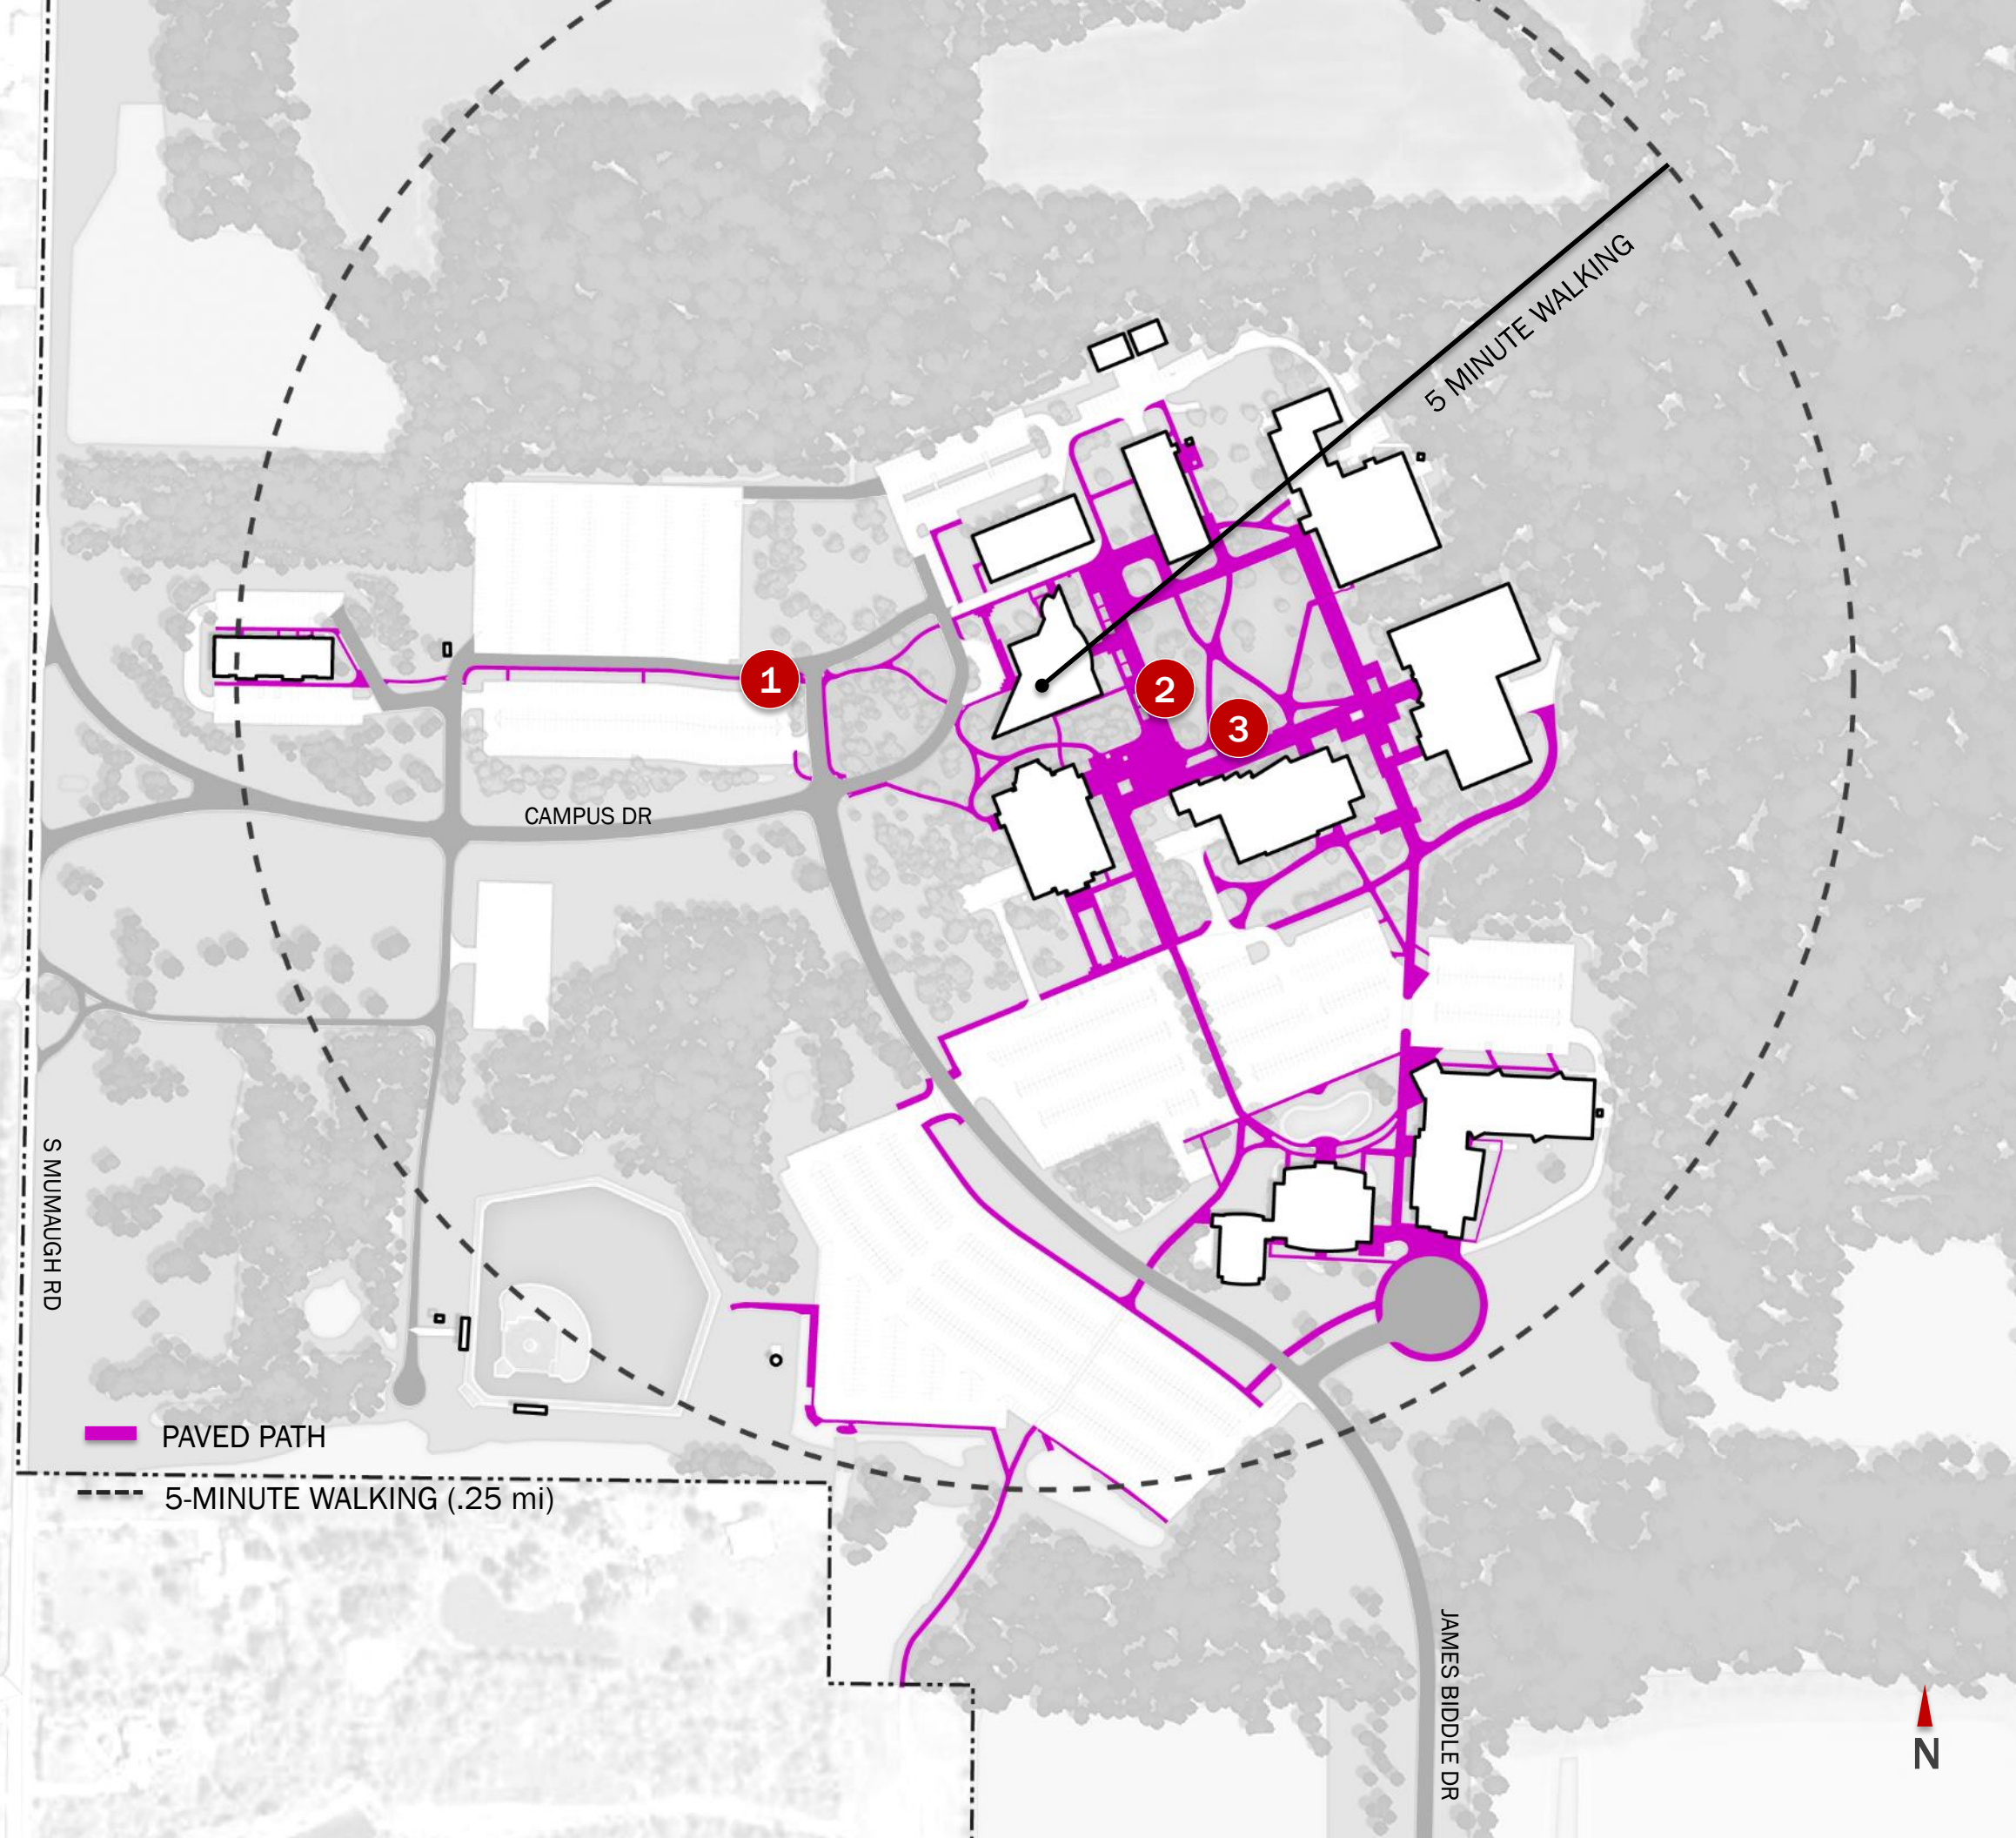 5 MINUTE WALKING
1
2
3
CAMPUS DR
S MUMAUGH RD
PAVED PATH
5-MINUTE WALKING (.25 mi)
JAMES BIDDLE DR
N